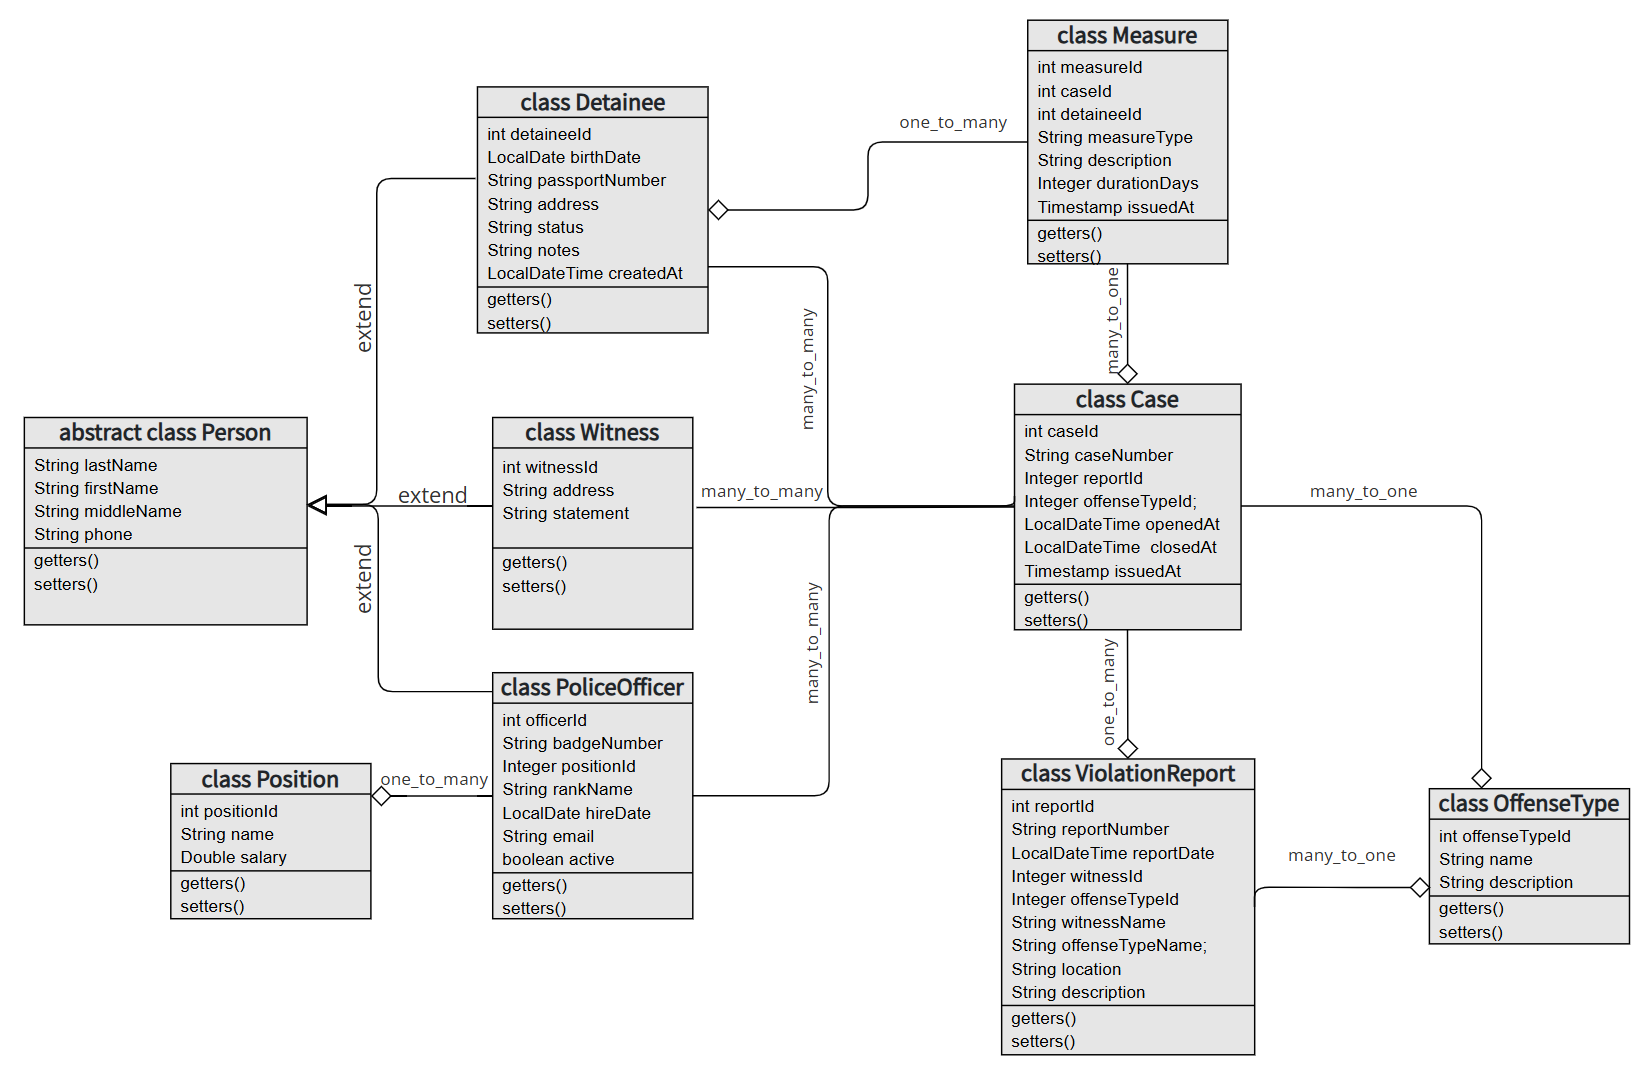 class Measure
int measureId
int caseId
int detaineeId
String measureType
String description
Integer durationDays
Timestamp issuedAt
getters()
setters()
class Detainee
int detaineeId
LocalDate birthDate
String passportNumber
String address
String status
String notes
LocalDateTime createdAt
getters()
setters()
one_to_many
extend
many_to_many
many_to_one
abstract class Person
String lastName
String firstName
String middleName
String phone
getters()
setters()
extend
class Witness
int witnessId
String address
String statement
getters()
setters()
many_to_many
class Case
int caseId
String caseNumber
Integer reportId
Integer offenseTypeId;
LocalDateTime openedAt
LocalDateTime  closedAt
Timestamp issuedAt
getters()
setters()
many_to_one
extend
many_to_many
one_to_many
class PoliceOfficer
int officerId
String badgeNumber
Integer positionId
String rankName
LocalDate hireDate
String email
boolean active
getters()
setters()
class Position
int positionId
String name
Double salary
getters()
setters()
one_to_many
class ViolationReport
int reportId
String reportNumber
LocalDateTime reportDate
Integer witnessId
Integer offenseTypeId
String witnessName
String offenseTypeName;
String location
String description
getters()
setters()
many_to_one
class OffenseType
int offenseTypeId
String name
String description
getters()
setters()